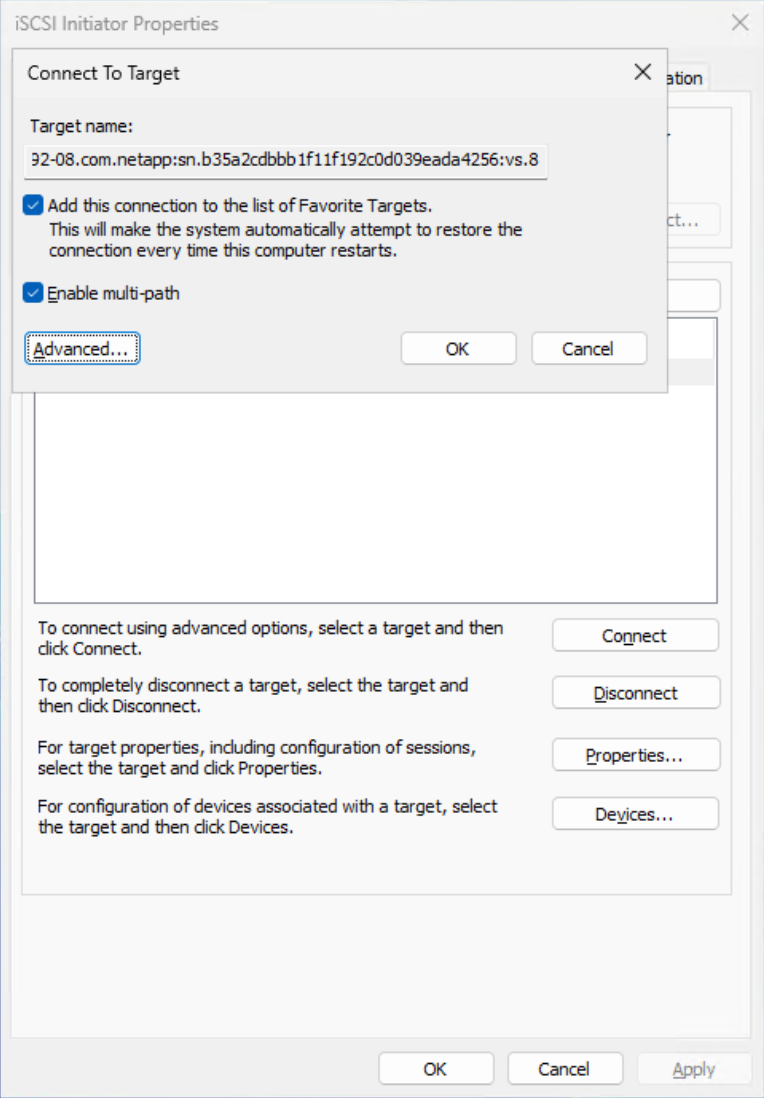 iSCSI Initiator Properties
Connect To Target
ation
Target name:
92-08.com.netapp:sn.b35a2cdbbb1f11f192c0d039eada4256:vs.8
Add this connection to the list of Favorite Targets.
This will make the system automatically attempt to restore the
connection every time this computer restarts.
ct...
Enable multi-path
Advanced...
OK
Cancel
To connect using advanced options, select a target and then
click Connect.
Connect
To completely disconnect a target, select the target and
then click Disconnect.
Disconnect
For target properties, including configuration of sessions,
select the target and click Properties.
Properties...
For configuration of devices associated with a target, select
the target and then click Devices.
Devices...
OK
Cancel
Apply